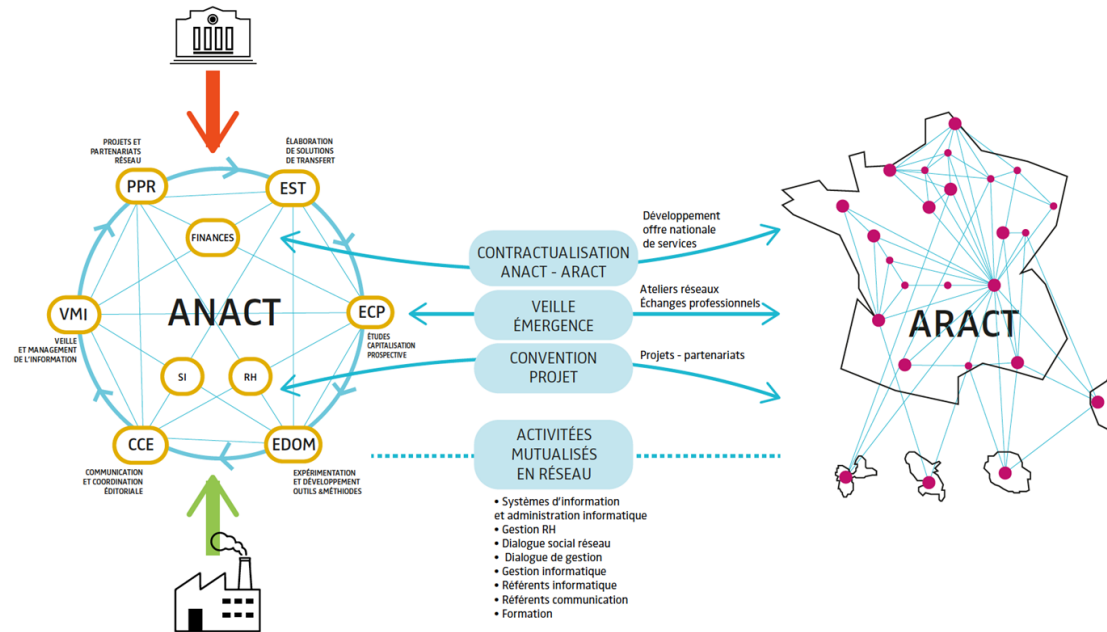 PROJETS ET
PARTENARIATS
RÉSEAU
ÉLABORATION
DE SOLUTIONS
DE TRANSFERT
PPR
EST
FINANCES
VMI
ANACT
ECP
VEILLE
ET MANAGEMENT
DE L'INFORMATION
ÉTUDES
CAPITALISATION
PROSPECTIVE
SI
RH
CCE
EDOM
COMMUNICATION
ET COORDINATION
ÉDITORIALE
EXPÉRIMENTATION
ET DÉVELOPPEMENT
OUTILS &MÉTHIODES
CONTRACTUALISATION
ANACT - ARACT
Développement
offre nationale
de services
VEILLE
ÉMERGENCE
Ateliers réseaux
Échanges professionnels
CONVENTION
PROJET
Projets - partenariats
ACTIVITÉES
MUTUALISÉS
EN RÉSEAU
• Systèmes d'information
et administration informatique
• Gestion RH
• Dialogue social réseau
• Dialogue de gestion
• Gestion informatique
• Référents informatique
• Référents communication
• Formation
ARACT